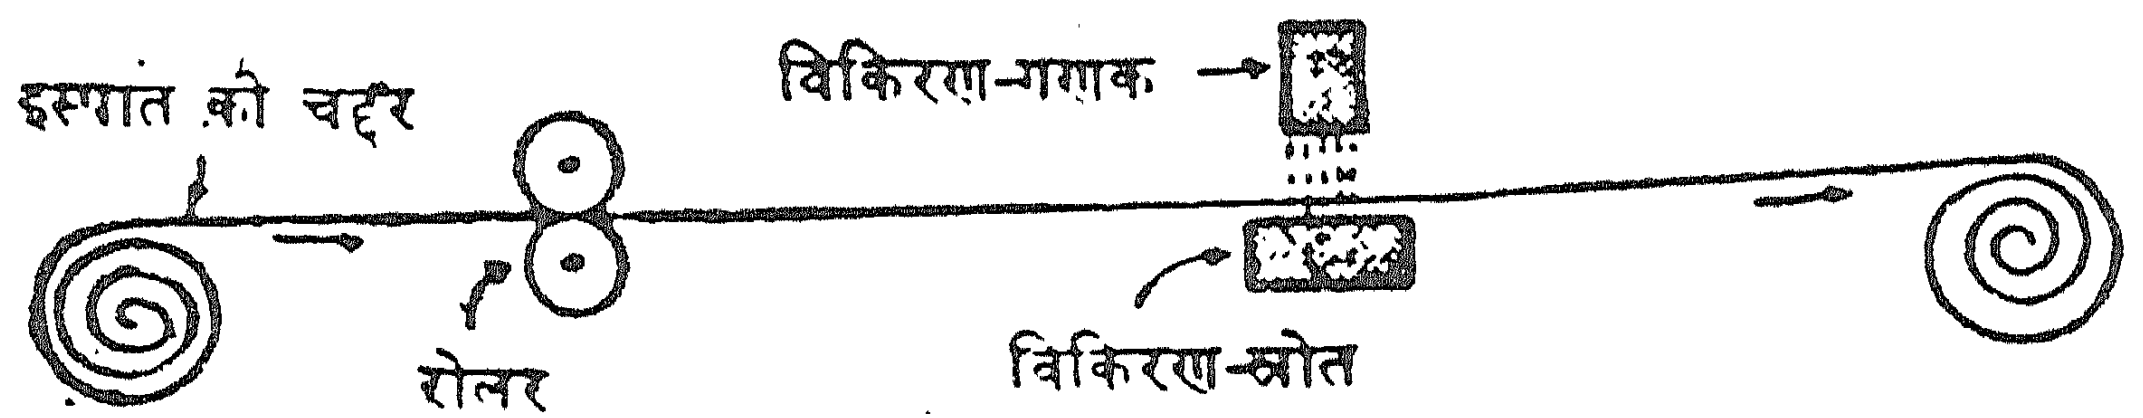 विकिरण-गणक
इस्पात की चद्दर
रोलर
विकिरण-स्रोत